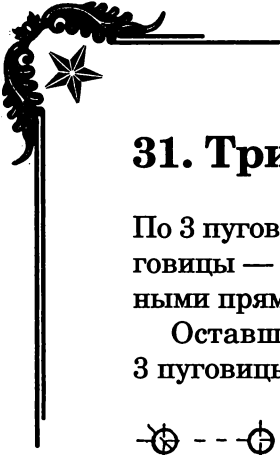 31. Три
По 3 пугов
говицы —
ными прям
Оставш
3 пуговицы